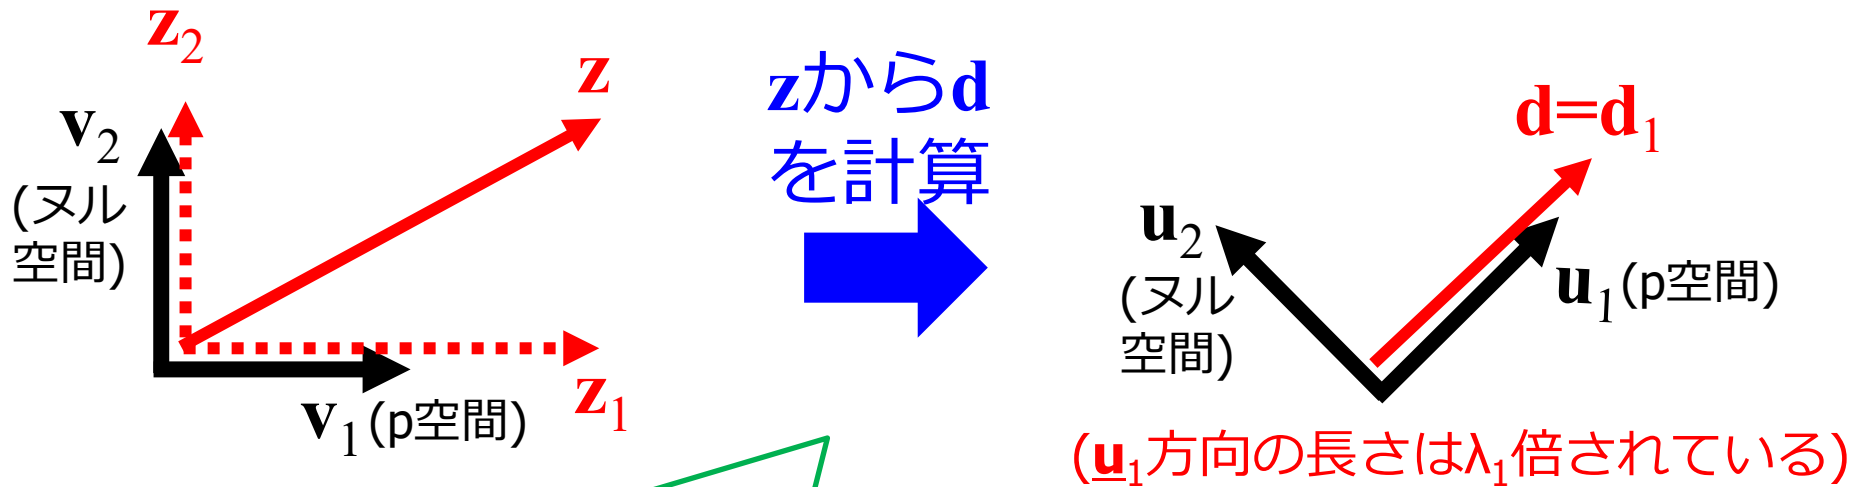 z2
z
v2
(ヌル
空間)
v1(p空間)
z1
zからd
を計算
d=d1
u2
(ヌル
空間)
u1(p空間)
(u1方向の長さはλ1倍されている)